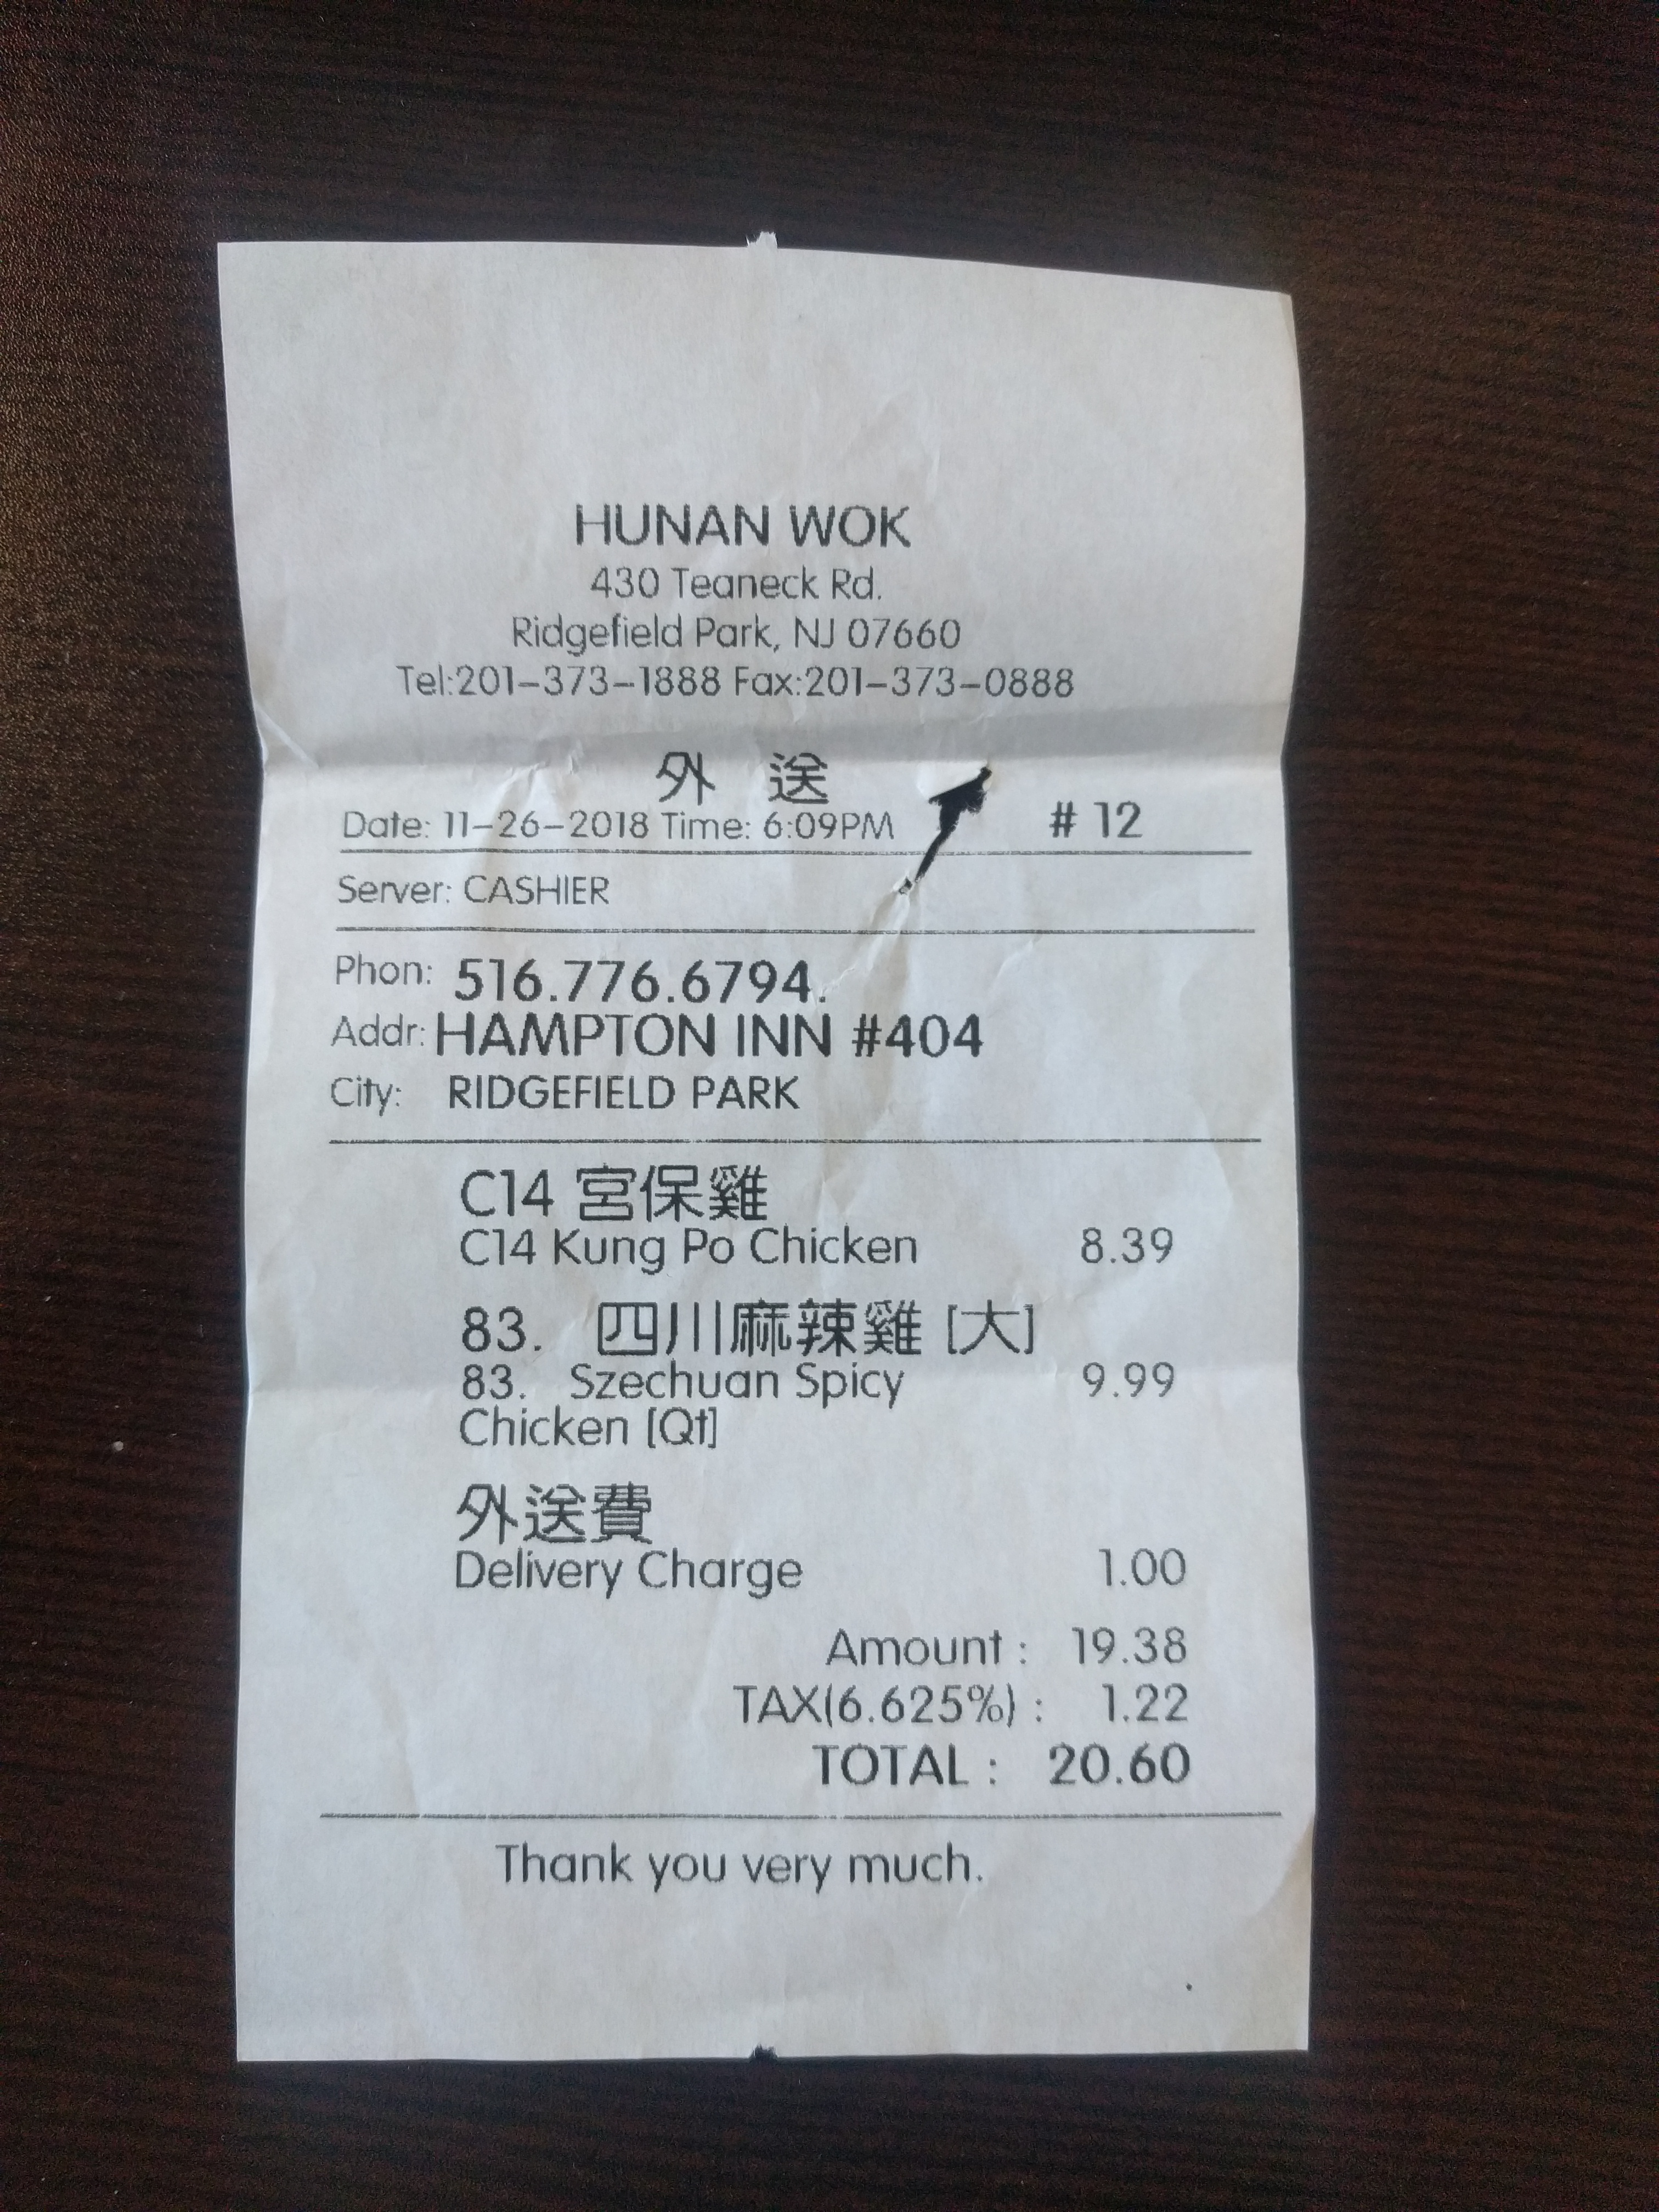 HUNAN WOK
430 Teaneck Rd.
Ridgefield Park, NJ 07660
Tel:201-373-1888 Fax:201-373-0888
外 送
Date: 11-26-2018 Time: 6:09PM # 12
Server: CASHIER
Phon: 516.776.6794.
Addr: HAMPTON INN #404
City: RIDGEFIELD PARK
C14 宮保雞
C14 Kung Po Chicken 8.39
83. 四川麻辣雞 [大]
83. Szechuan Spicy 9.99
Chicken [Qt]
外送費
Delivery Charge 1.00
Amount : 19.38
TAX(6.625%) : 1.22
TOTAL : 20.60
Thank you very much.